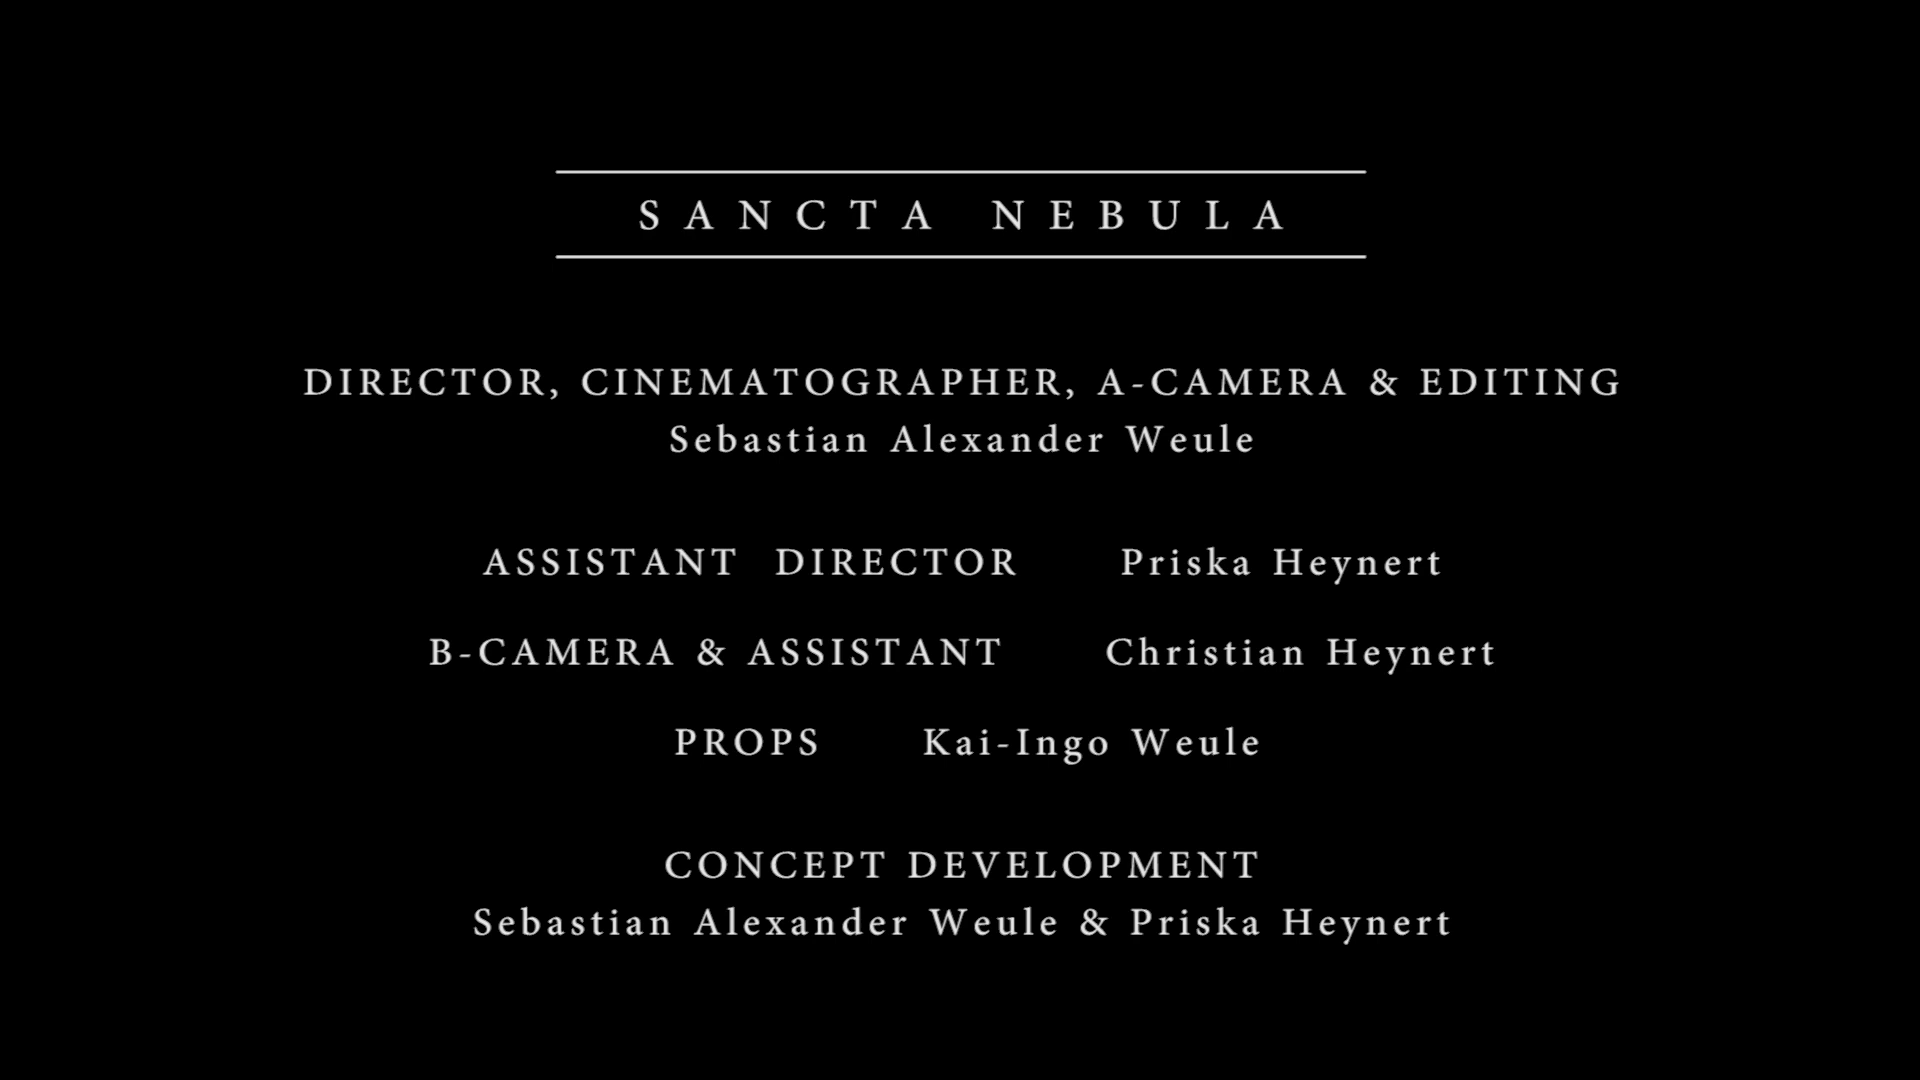 SANCTA NEBULA
DIRECTOR, CINEMATOGRAPHER, A-CAMERA & EDITING
Sebastian Alexander Weule
ASSISTANT DIRECTOR Priska Heynert
B-CAMERA & ASSISTANT Christian Heynert
PROPS Kai-Ingo Weule
CONCEPT DEVELOPMENT
Sebastian Alexander Weule & Priska Heynert